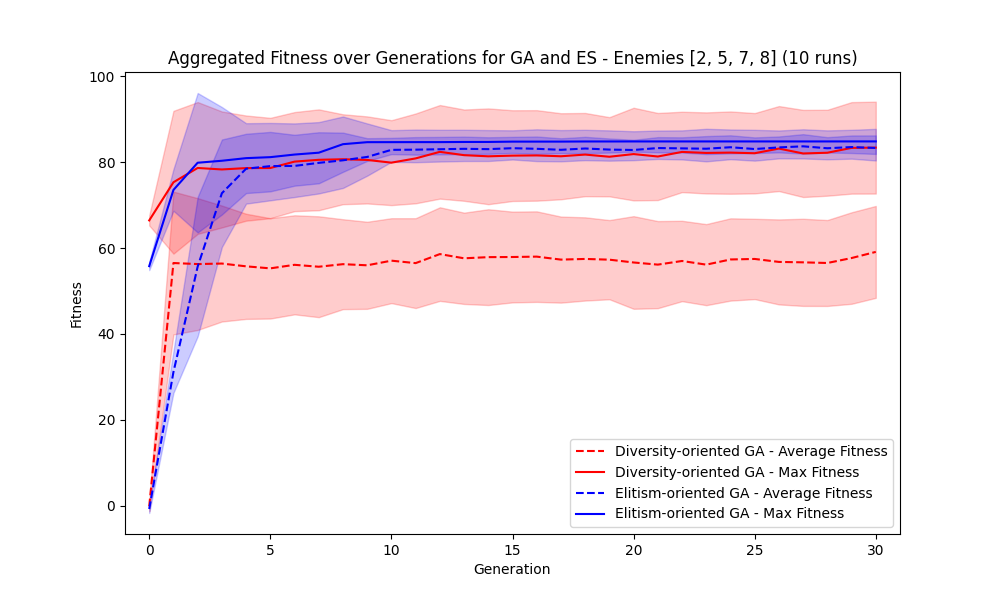 Aggregated Fitness over Generations for GA and ES - Enemies [2, 5, 7, 8] (10 runs)
100
80
60
40
20
0
Fitness
0 5 10 15 20 25 30
Generation
Diversity-oriented GA - Average Fitness
Diversity-oriented GA - Max Fitness
Elitism-oriented GA - Average Fitness
Elitism-oriented GA - Max Fitness